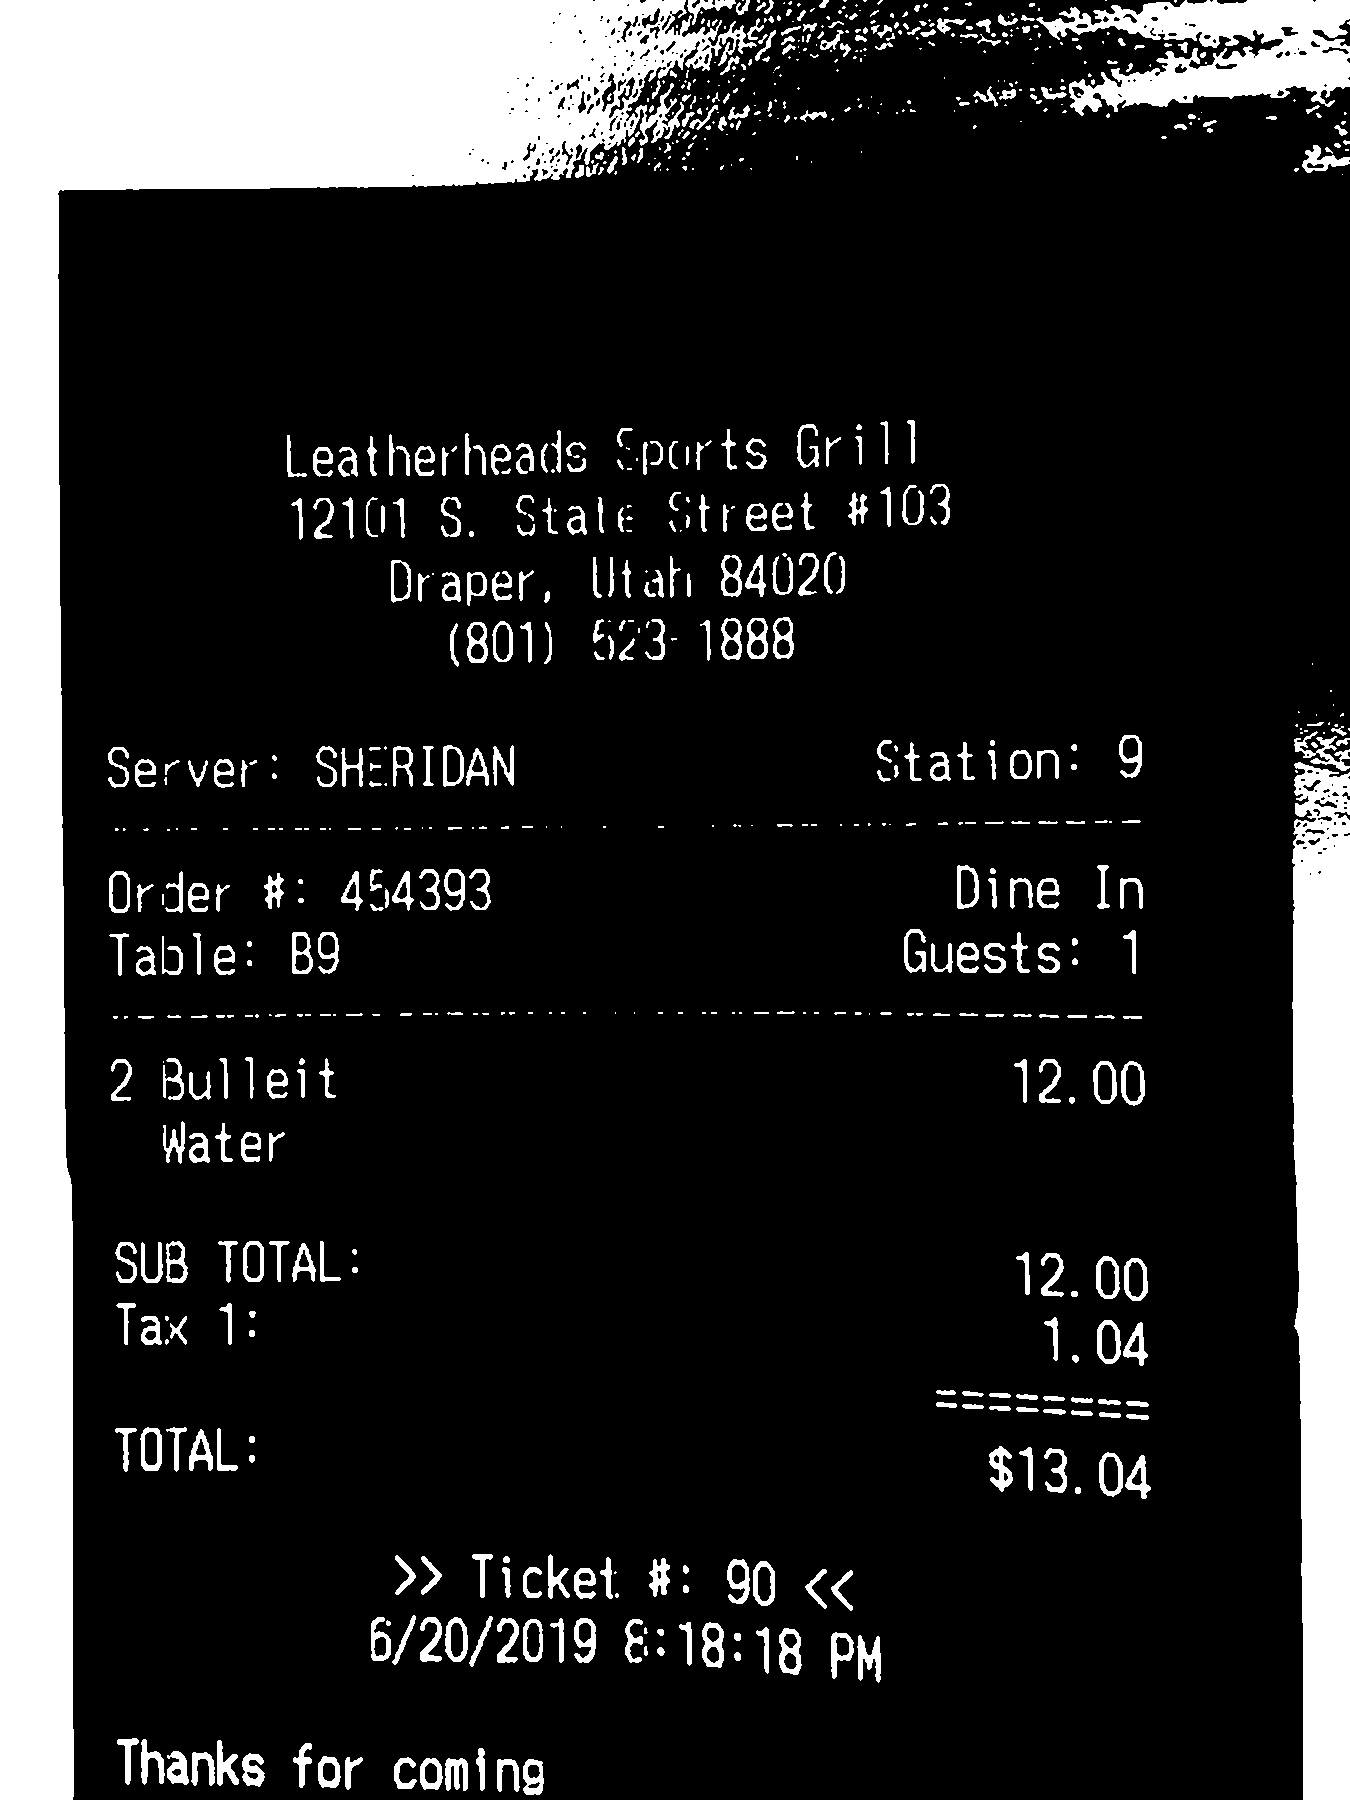 Leatherheads Sports Grill
12101 S. State Street #103
Draper, Utah 84020
(801) 523-1888
Server: SHERIDAN Station: 9
Order #: 454393 Dine In
Table: B9 Guests: 1
2 Bulleit 12.00
Water
SUB TOTAL: 12.00
Tax 1: 1.04
========
TOTAL: $13.04
>> Ticket #: 90 <<
6/20/2019 8:18:18 PM
Thanks for coming